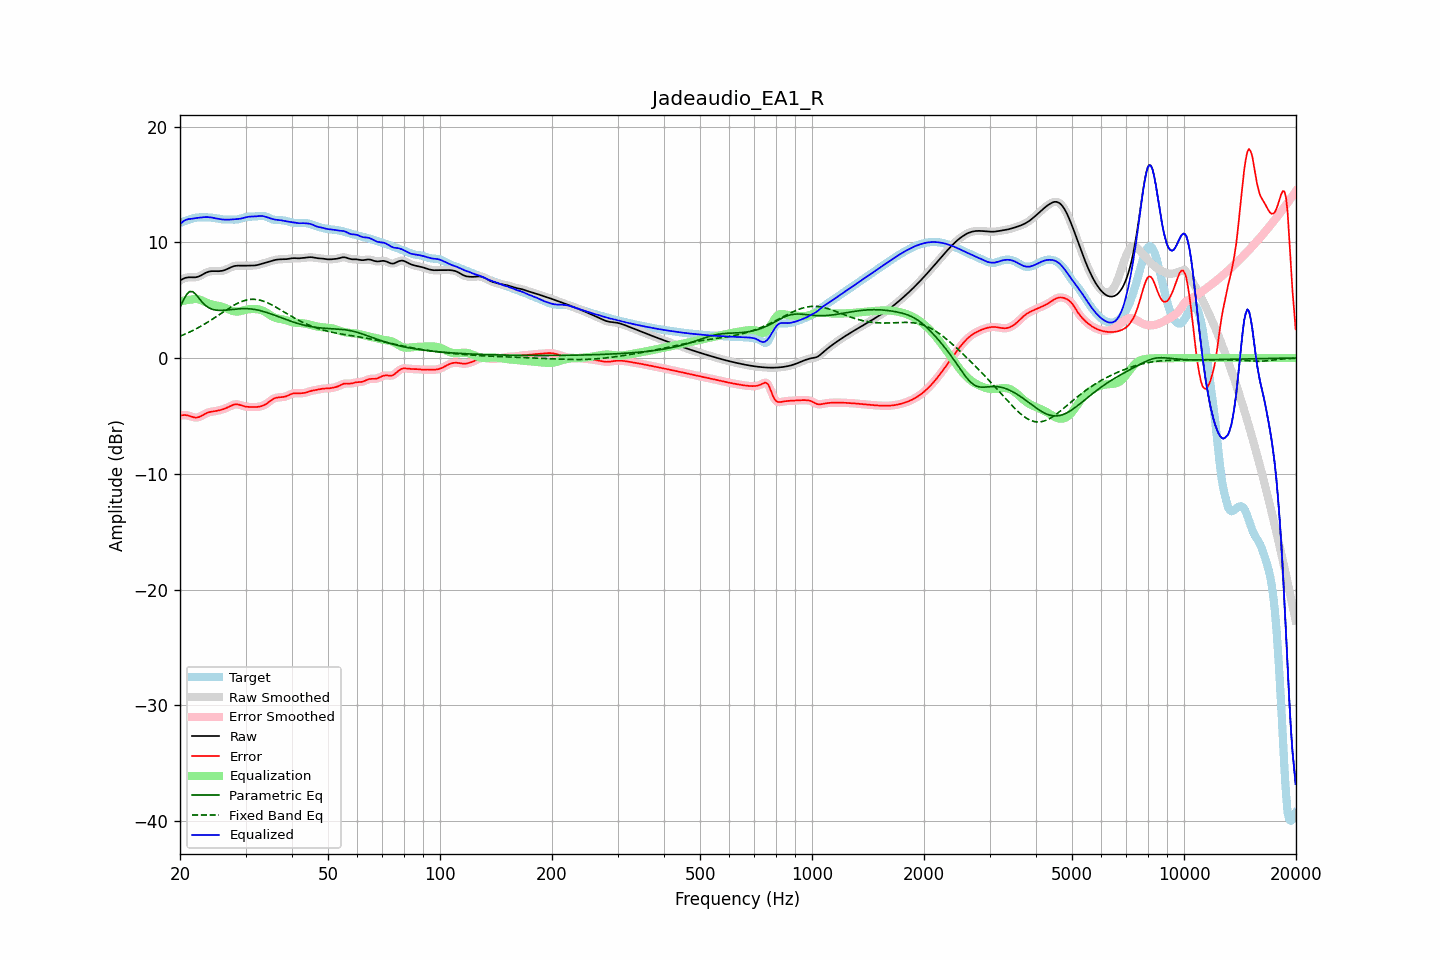 Jadeaudio_EA1_R
20
10
0
−10
−20
−30
−40
Amplitude (dBr)
Target
Raw Smoothed
Error Smoothed
Raw
Error
Equalization
Parametric Eq
Fixed Band Eq
Equalized
20 50 100 200 500 1000 2000 5000 10000 20000
Frequency (Hz)